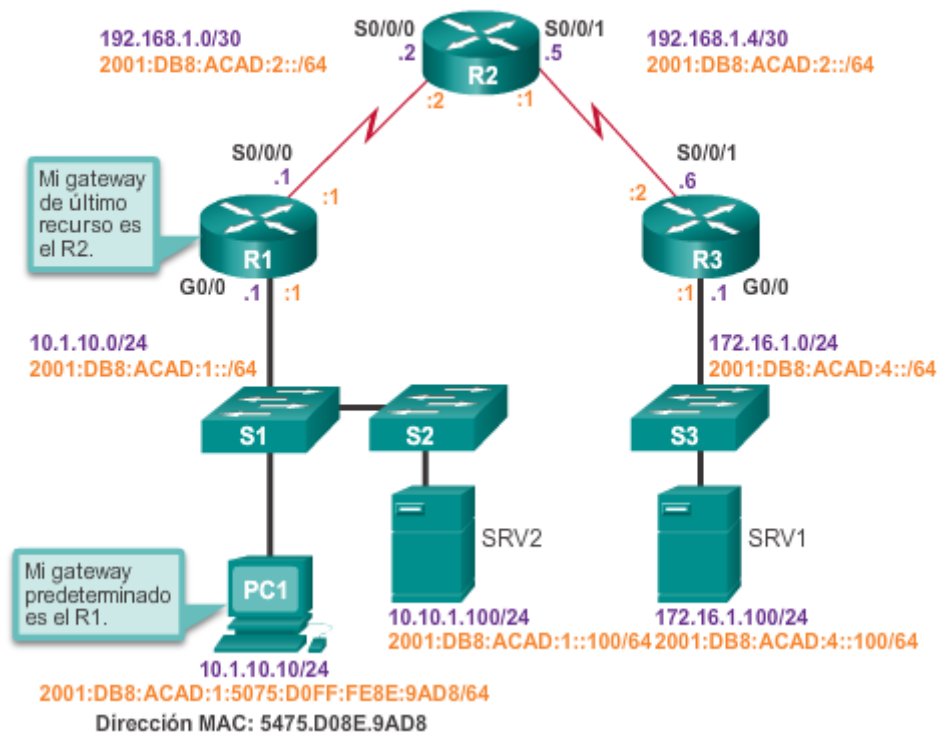 S0/0/0
S0/0/1
192.168.1.0/30
2001:DB8:ACAD:2::/64
.2
.5
192.168.1.4/30
2001:DB8:ACAD:2::/64
R2
:2
:1
S0/0/0
.1
:1
S0/0/1
.6
:2
Mi gateway
de último
recurso es
el R2.
R1
R3
G0/0
.1
:1
:1
.1
G0/0
10.1.10.0/24
2001:DB8:ACAD:1::/64
172.16.1.0/24
2001:DB8:ACAD:4::/64
S1
S2
S3
SRV2
SRV1
Mi gateway
predeterminado
es el R1.
PC1
10.10.1.100/24
2001:DB8:ACAD:1::100/64
172.16.1.100/24
2001:DB8:ACAD:4::100/64
10.1.10.10/24
2001:DB8:ACAD:1:5075:D0FF:FE8E:9AD8/64
Dirección MAC: 5475.D08E.9AD8